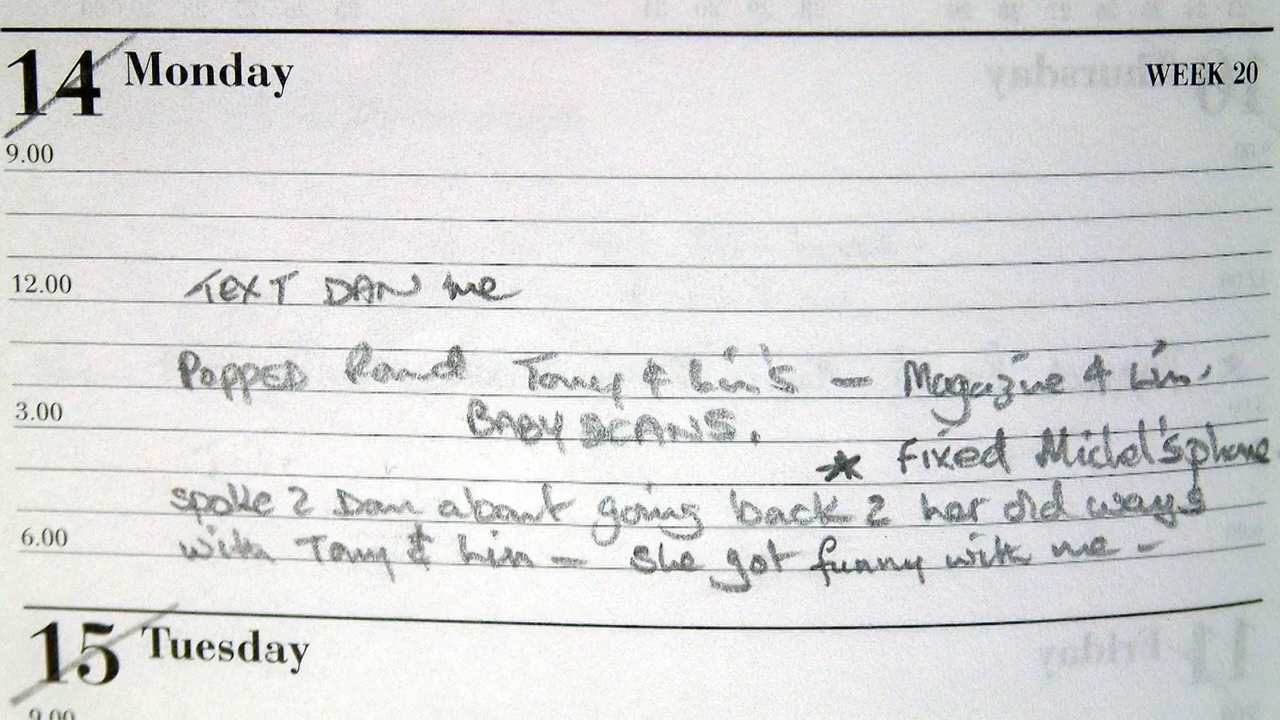 14 Monday WEEK 20
9.00
12.00 TEXT DAN me
POPPED Round Tony & Lin's — Magazine & Lin.
3.00 BABY SCANS.
* Fixed Michel's phone
spoke 2 Dan about going back 2 her old ways
6.00 with Tony & Lin — She got funny with me -
15 Tuesday
9.00